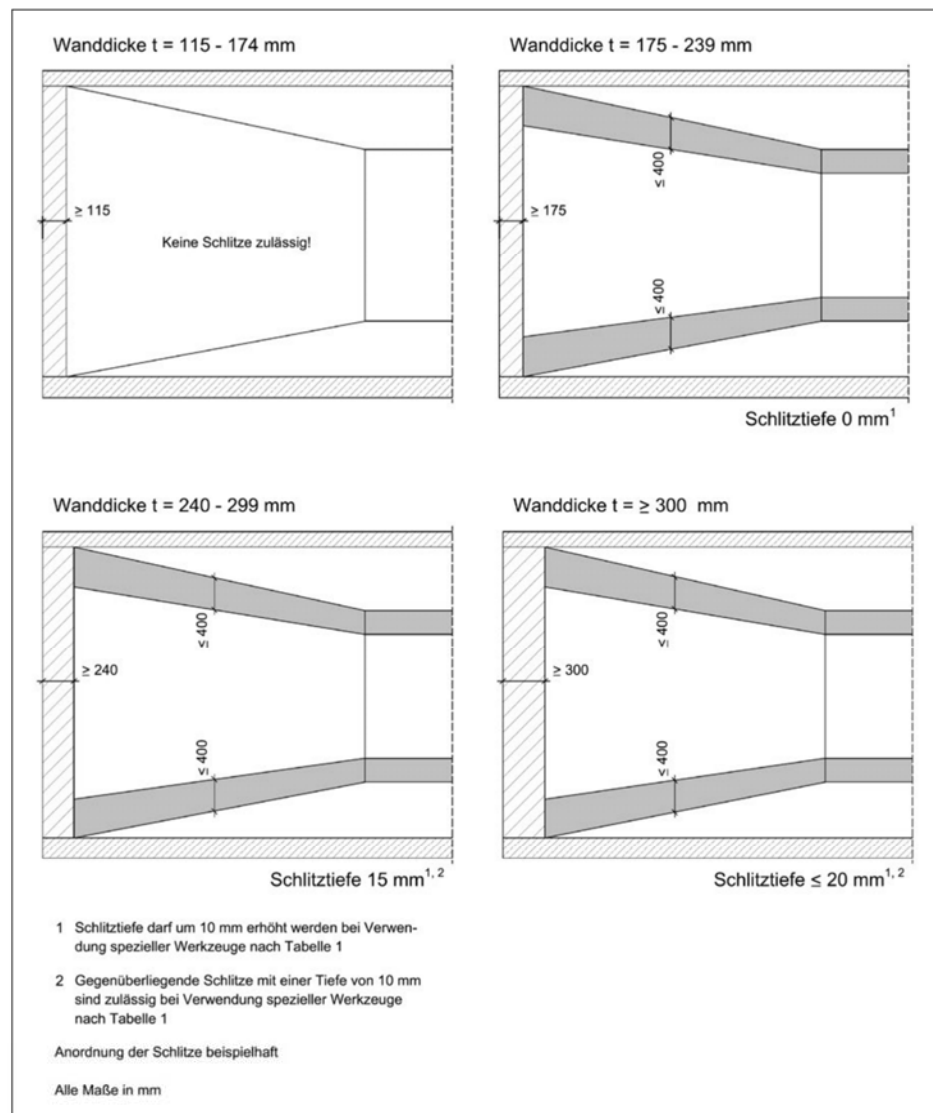 Wanddicke t = 115 - 174 mm
≥ 115
Keine Schlitze zulässig!
Wanddicke t = 175 - 239 mm
≤ 400
≥ 175
≤ 400
Schlitztiefe 0 mm¹
Wanddicke t = 240 - 299 mm
≤ 400
≥ 240
≤ 400
Schlitztiefe 15 mm¹,²
Wanddicke t = ≥ 300 mm
≤ 400
≥ 300
≤ 400
Schlitztiefe ≤ 20 mm¹,²
1 Schlitztiefe darf um 10 mm erhöht werden bei Verwen-
dung spezieller Werkzeuge nach Tabelle 1
2 Gegenüberliegende Schlitze mit einer Tiefe von 10 mm
sind zulässig bei Verwendung spezieller Werkzeuge
nach Tabelle 1
Anordnung der Schlitze beispielhaft
Alle Maße in mm